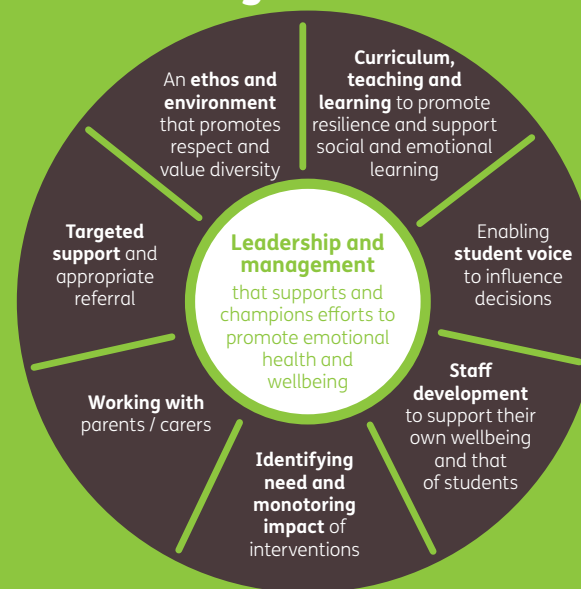 An ethos and
environment
that promotes
respect and
value diversity
Curriculum,
teaching and
learning to promote
resilience and support
social and emotional
learning
Enabling
student voice
to influence
decisions
Staff
development
to support their
own wellbeing
and that
of students
Identifying
need and
monotoring
impact of
interventions
Working with
parents / carers
Targeted
support and
appropriate
referral
Leadership and
management
that supports and
champions efforts to
promote emotional
health and
wellbeing